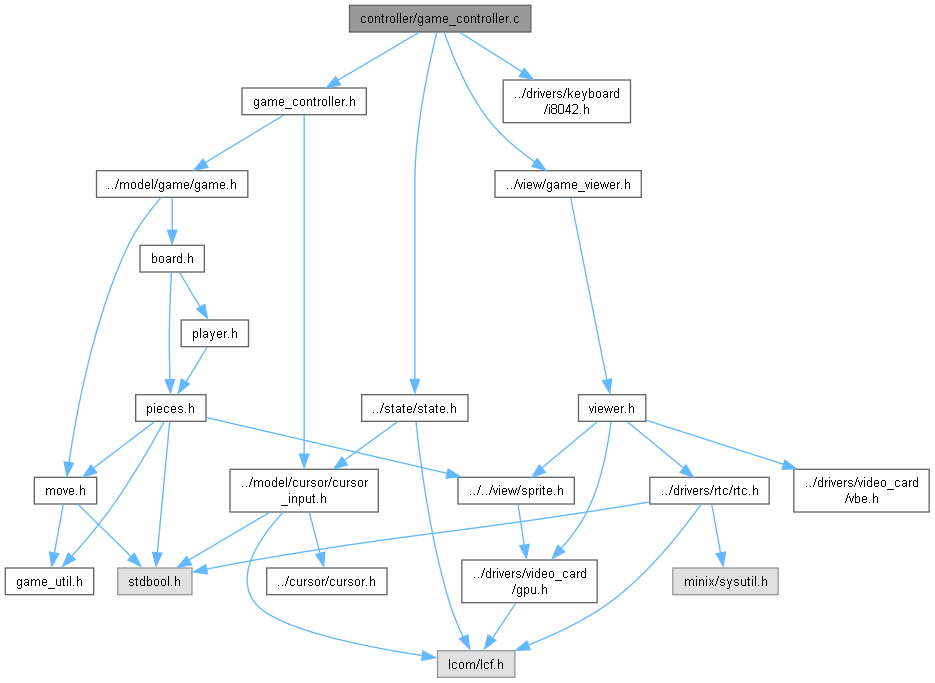 controller/game_controller.c
../drivers/keyboard
/i8042.h
game_controller.h
../model/game/game.h
../view/game_viewer.h
board.h
player.h
pieces.h
../state/state.h
viewer.h
move.h
../model/cursor/cursor
_input.h
../../view/sprite.h
../drivers/rtc/rtc.h
../drivers/video_card
/vbe.h
game_util.h
stdbool.h
../cursor/cursor.h
../drivers/video_card
/gpu.h
minix/sysutil.h
lcom/lcf.h